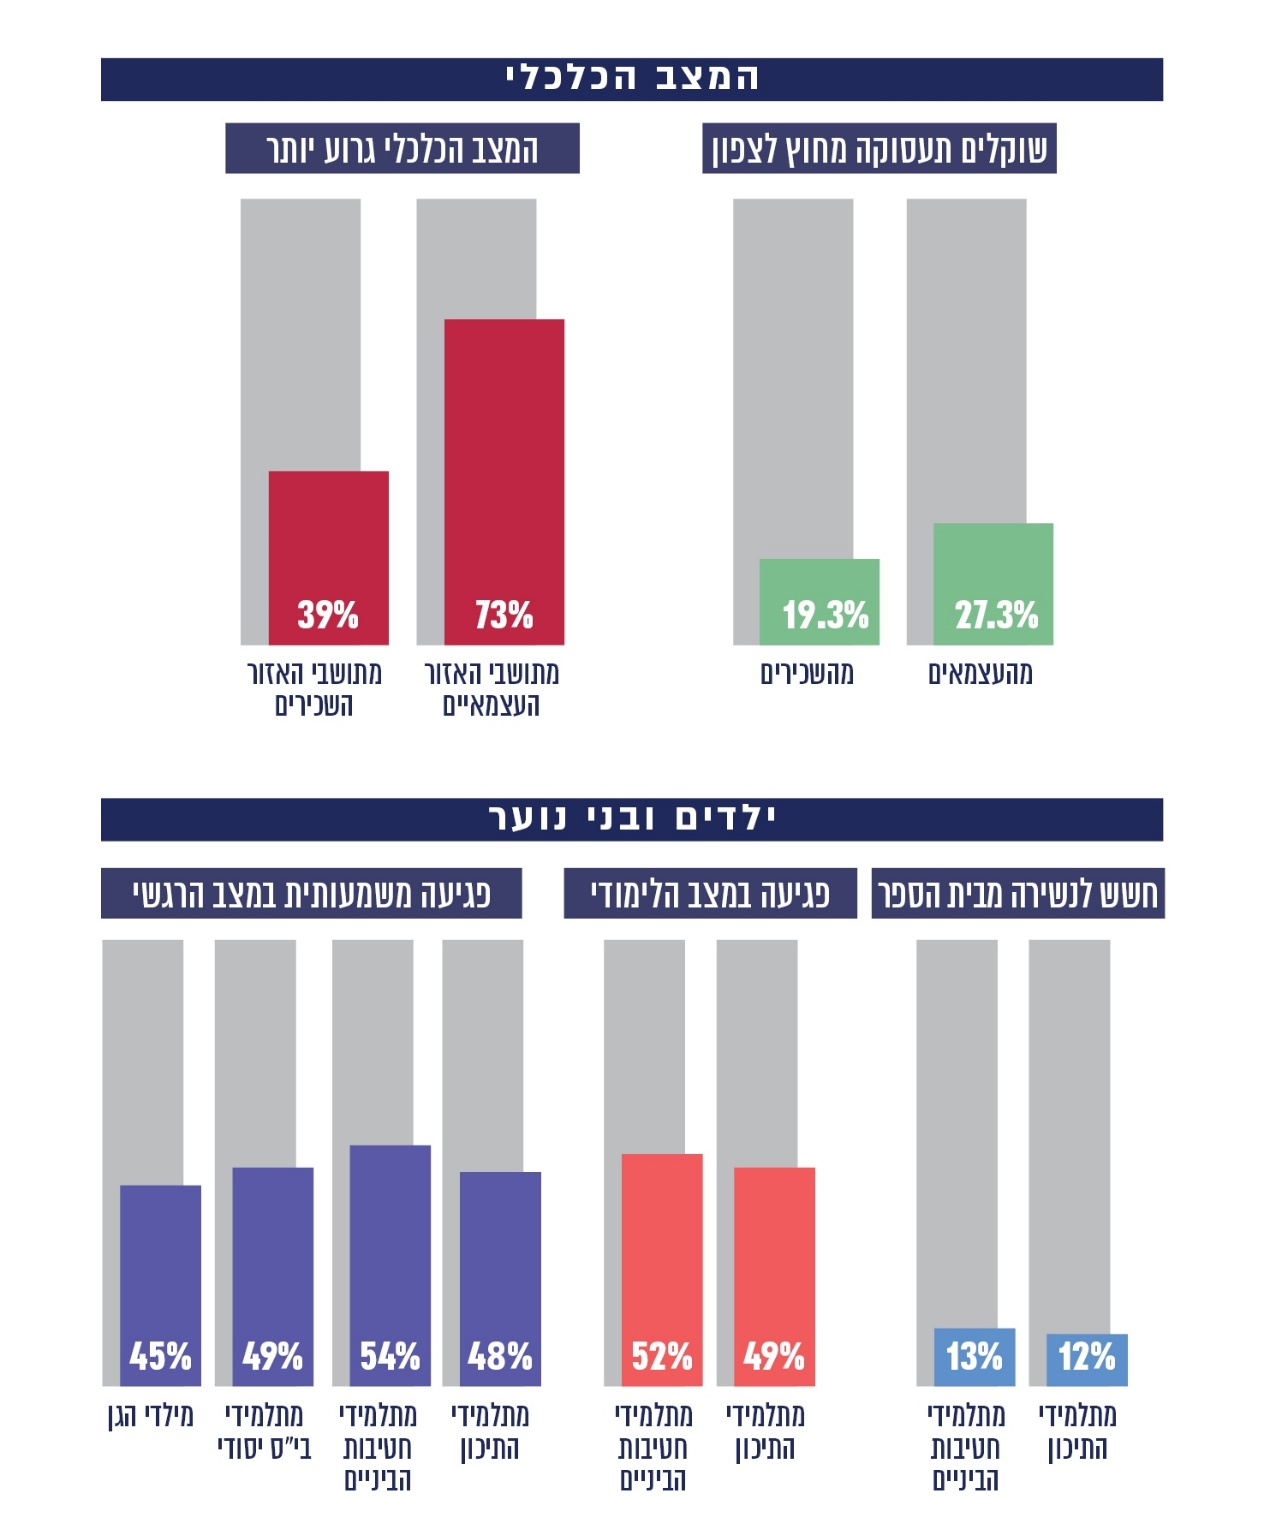 המצב הכלכלי
שוקלים תעסוקה מחוץ לצפון
27.3%
מהעצמאים
19.3%
מהשכירים
המצב הכלכלי גרוע יותר
73%
מתושבי האזור
העצמאיים
39%
מתושבי האזור
השכירים
ילדים ובני נוער
חשש לנשירה מבית הספר
12%
מתלמידי
התיכון
13%
מתלמידי
חטיבות
הביניים
פגיעה במצב הלימודי
49%
מתלמידי
התיכון
52%
מתלמידי
חטיבות
הביניים
פגיעה משמעותית במצב הרגשי
48%
מתלמידי
התיכון
54%
מתלמידי
חטיבות
הביניים
49%
מתלמידי
בי״ס יסודי
45%
מילדי הגן